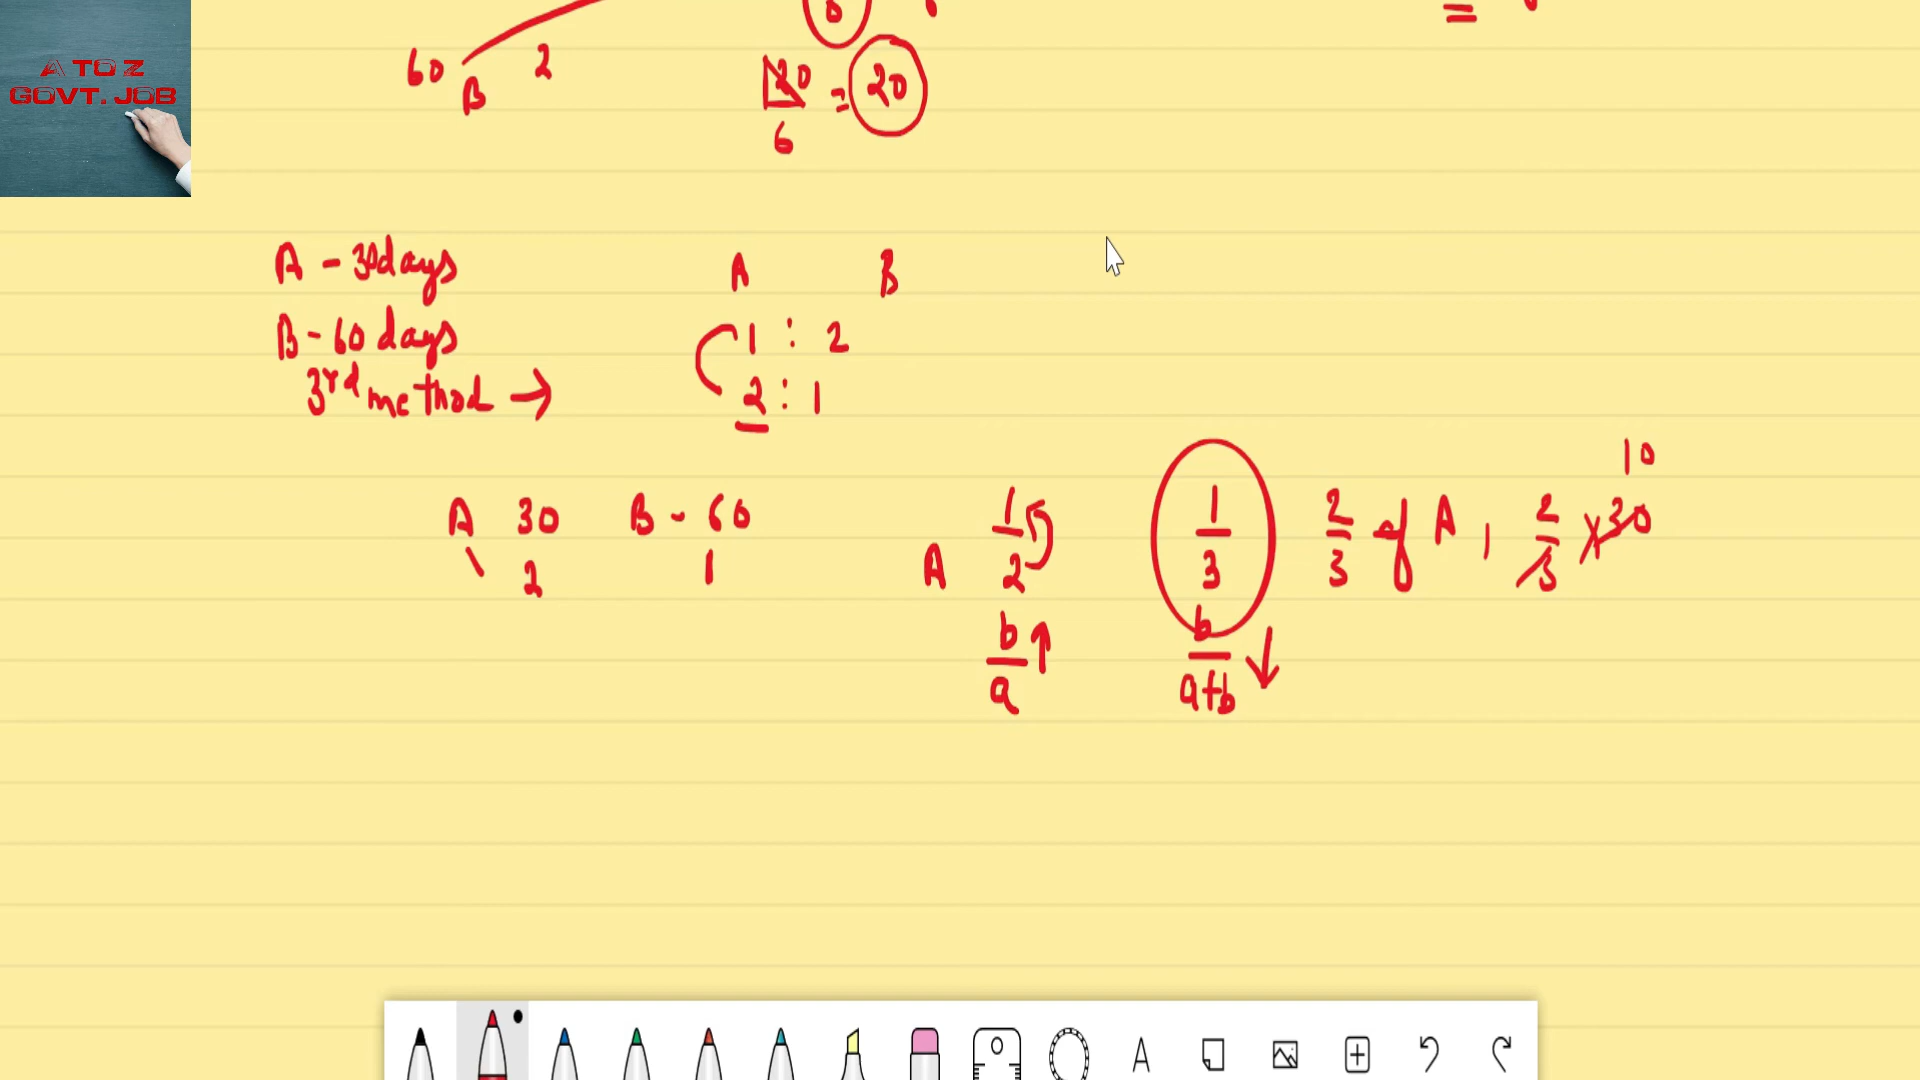 A TO Z
GOVT. JOB
60 B 2
6 = 20
A - 30 days
B - 60 days
3rd method →
A B
1 : 2
2 : 1
A 30 B - 60
2 1
A 1/2 1/3 2/3 of A, 2/3 × 30 10
b/a ↑ b/a+b ↓
A